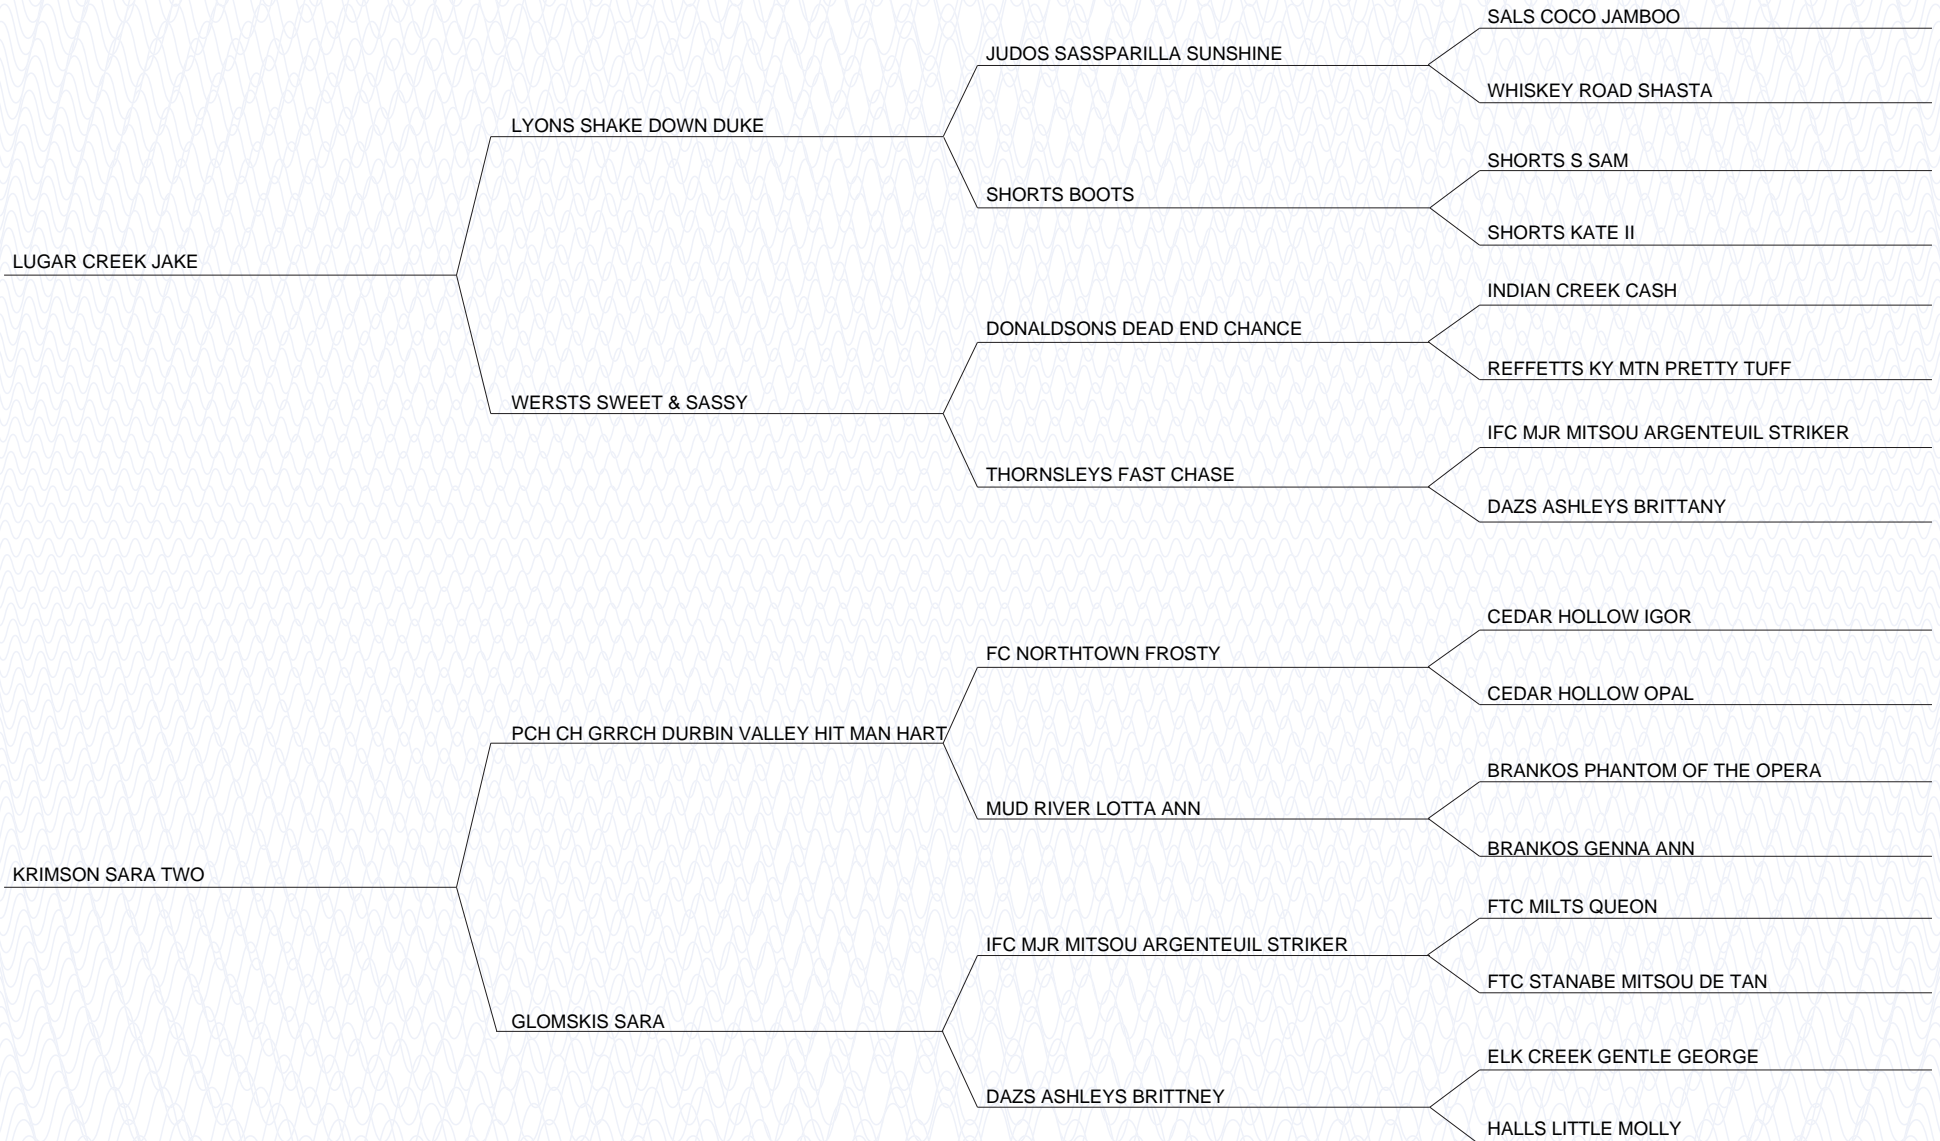 SALS COCO JAMBOO
JUDOS SASSPARILLA SUNSHINE
WHISKEY ROAD SHASTA
LYONS SHAKE DOWN DUKE
SHORTS S SAM
SHORTS BOOTS
SHORTS KATE II
LUGAR CREEK JAKE
INDIAN CREEK CASH
DONALDSONS DEAD END CHANCE
REFFETTS KY MTN PRETTY TUFF
WERSTS SWEET & SASSY
IFC MJR MITSOU ARGENTEUIL STRIKER
THORNSLEYS FAST CHASE
DAZS ASHLEYS BRITTANY
CEDAR HOLLOW IGOR
FC NORTHTOWN FROSTY
CEDAR HOLLOW OPAL
PCH CH GRRCH DURBIN VALLEY HIT MAN HART
BRANKOS PHANTOM OF THE OPERA
MUD RIVER LOTTA ANN
BRANKOS GENNA ANN
KRIMSON SARA TWO
FTC MILTS QUEON
IFC MJR MITSOU ARGENTEUIL STRIKER
FTC STANABE MITSOU DE TAN
GLOMSKIS SARA
ELK CREEK GENTLE GEORGE
DAZS ASHLEYS BRITTNEY
HALLS LITTLE MOLLY